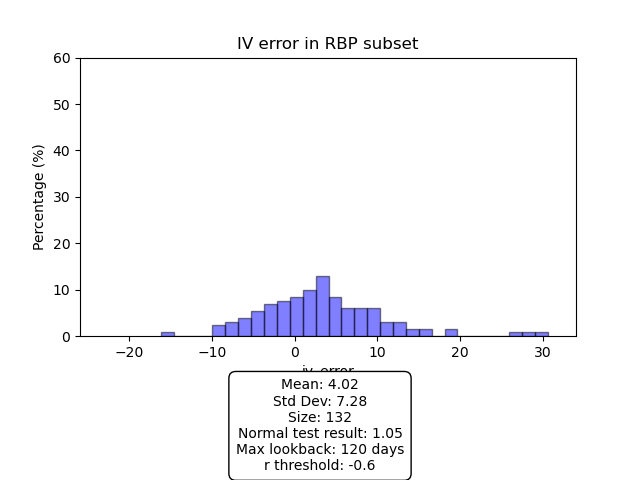 IV error in RBP subset
Percentage (%)
60
50
40
30
20
10
0
−20
−10
0
10
20
30
iv_error
Mean: 4.02
Std Dev: 7.28
Size: 132
Normal test result: 1.05
Max lookback: 120 days
r threshold: -0.6